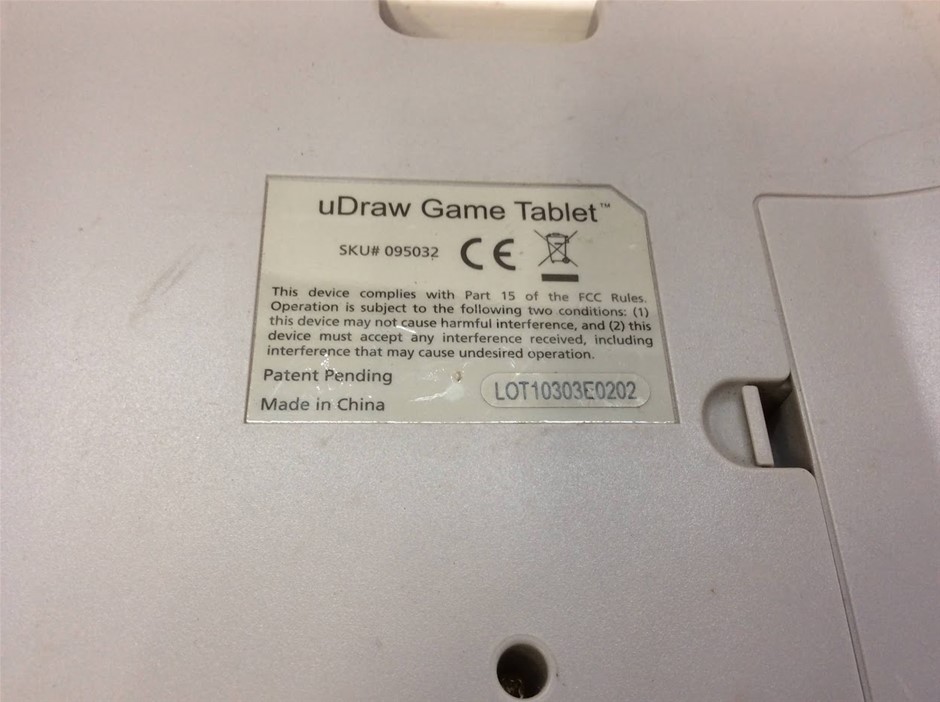 uDraw Game Tablet™
SKU# 095032 CE
This device complies with Part 15 of the FCC Rules.
Operation is subject to the following two conditions: (1)
this device may not cause harmful interference, and (2) this
device must accept any interference received, including
interference that may cause undesired operation.
Patent Pending
LOT10303E0202
Made in China